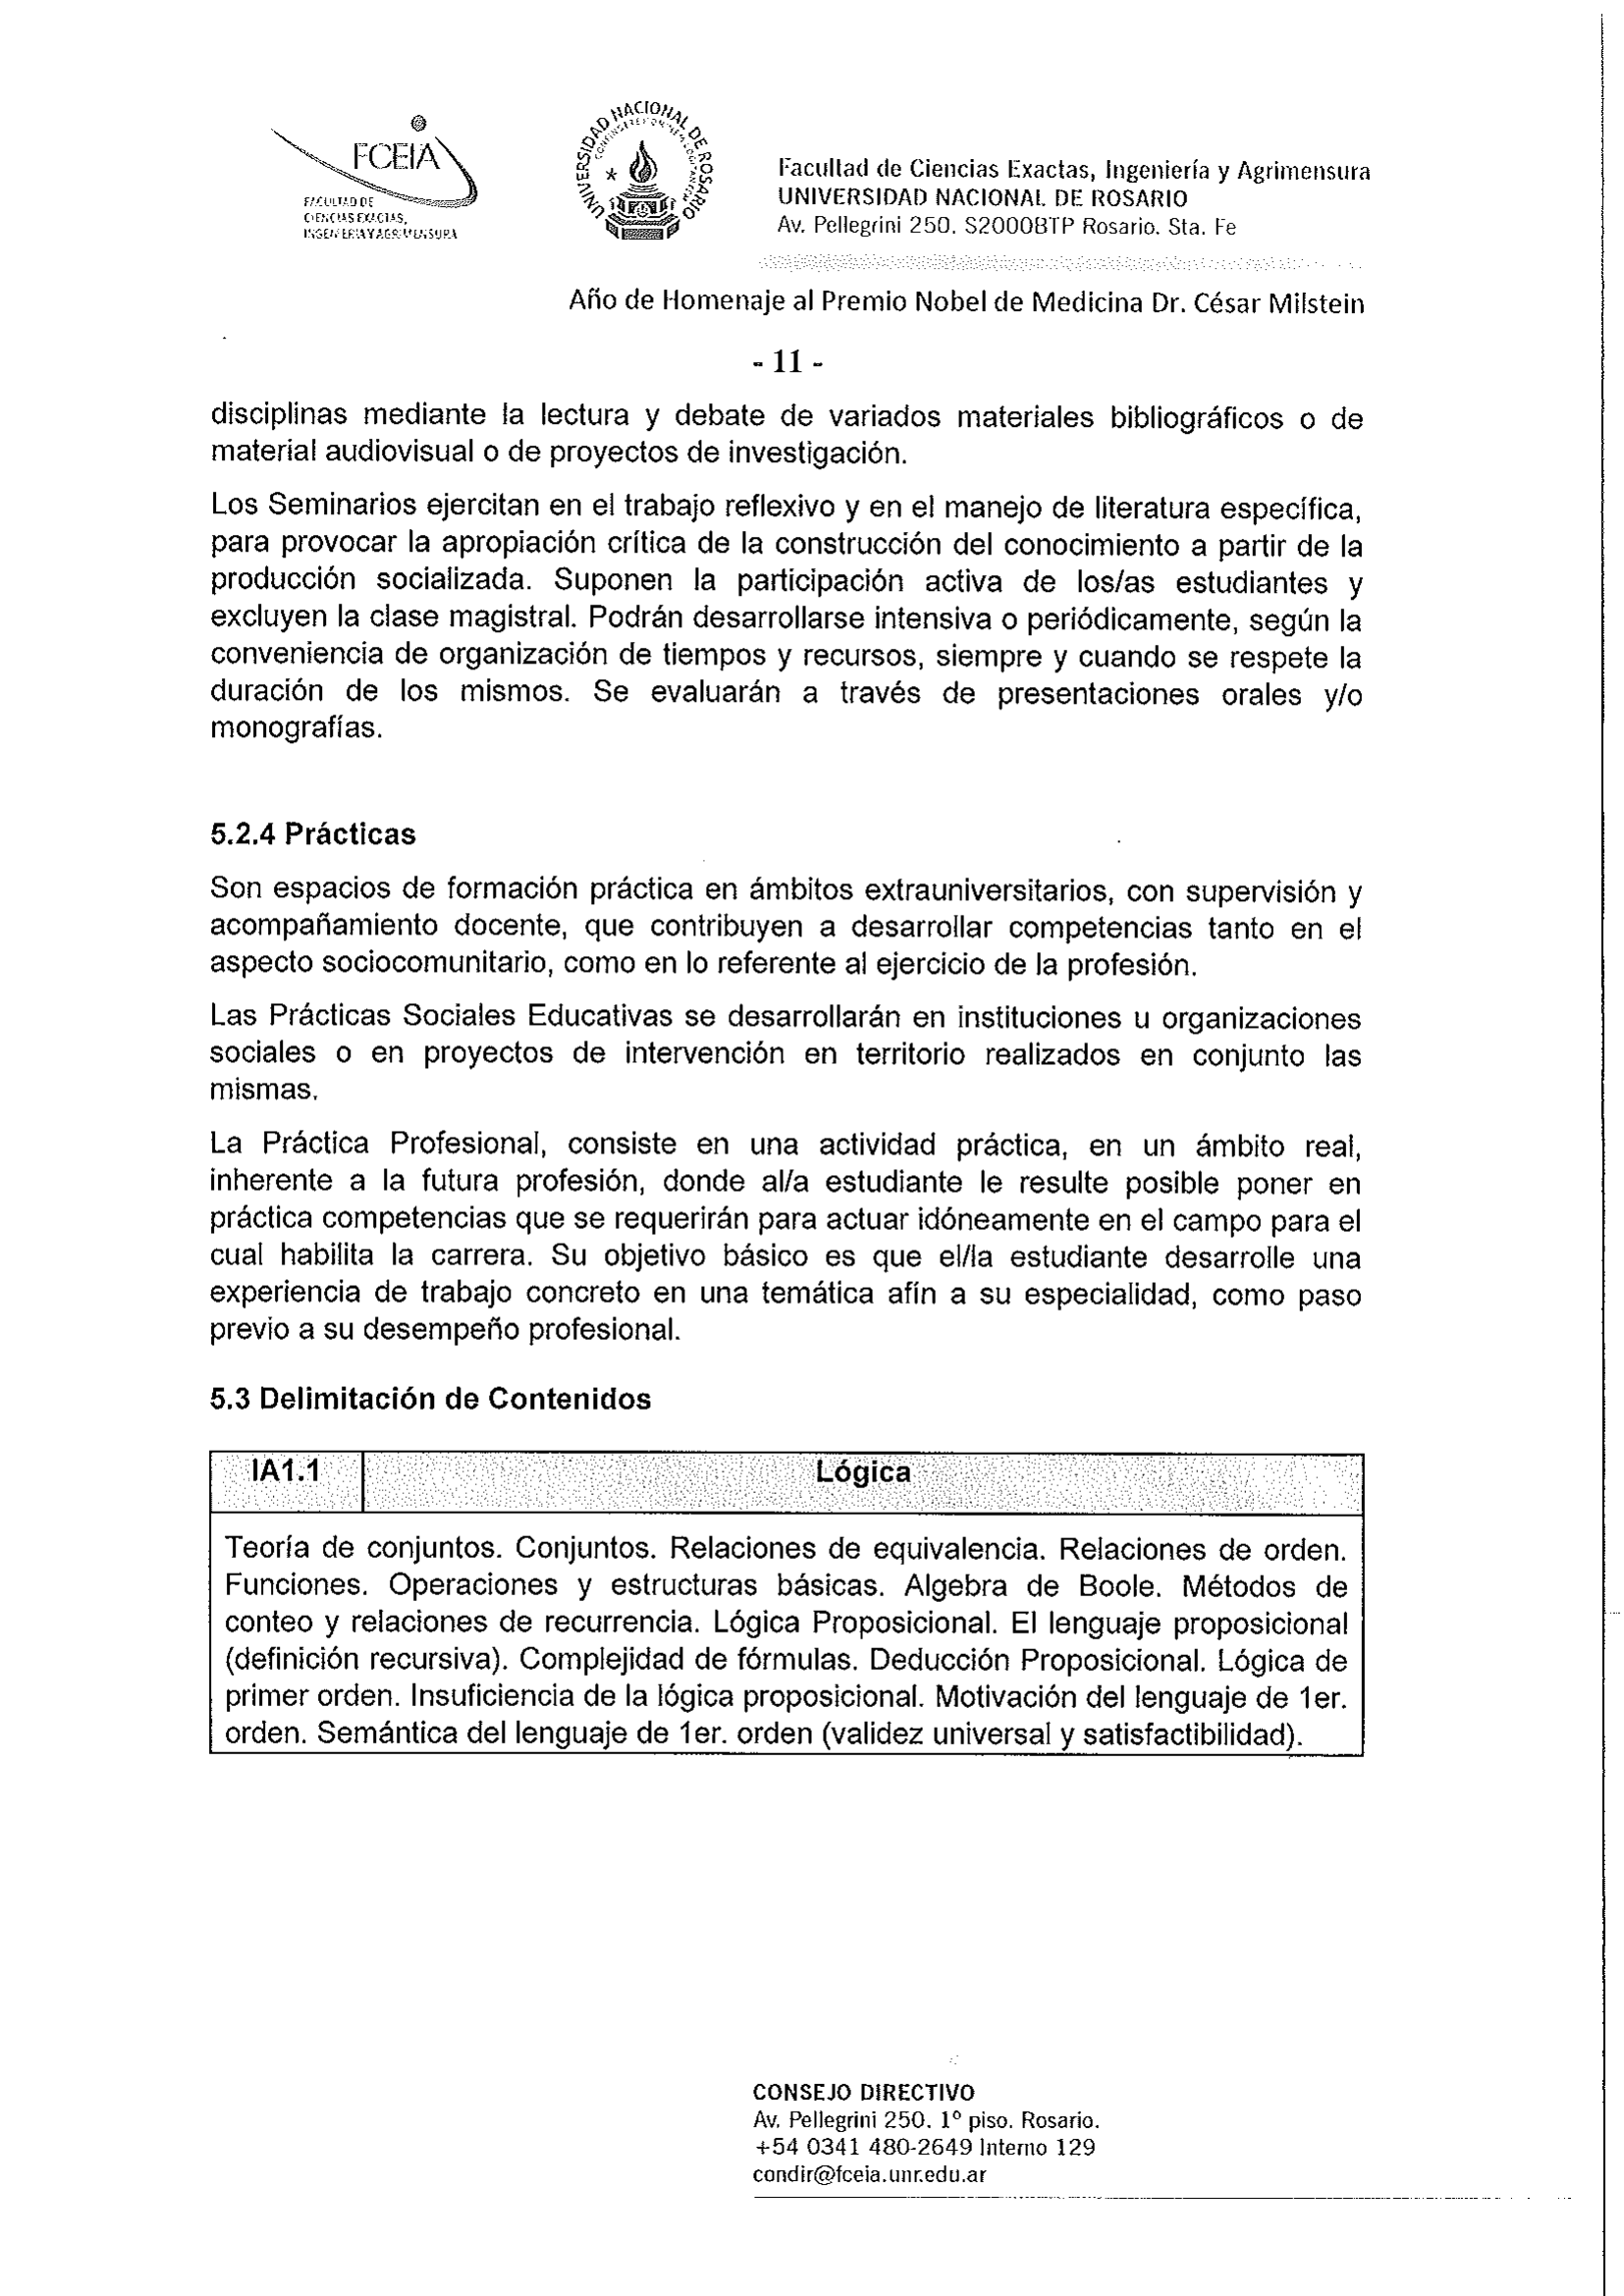 FCEIA
FACULTAD DE
CIENCIAS EXACTAS,
INGENIERIA Y AGRIMENSURA
UNIVERSIDAD NACIONAL DE ROSARIO
Facultad de Ciencias Exactas, Ingeniería y Agrimensura
UNIVERSIDAD NACIONAL DE ROSARIO
Av. Pellegrini 250. S2000BTP Rosario. Sta. Fe
Año de Homenaje al Premio Nobel de Medicina Dr. César Milstein
- 11 -
disciplinas mediante la lectura y debate de variados materiales bibliográficos o de
material audiovisual o de proyectos de investigación.
Los Seminarios ejercitan en el trabajo reflexivo y en el manejo de literatura específica,
para provocar la apropiación crítica de la construcción del conocimiento a partir de la
producción socializada. Suponen la participación activa de los/as estudiantes y
excluyen la clase magistral. Podrán desarrollarse intensiva o periódicamente, según la
conveniencia de organización de tiempos y recursos, siempre y cuando se respete la
duración de los mismos. Se evaluarán a través de presentaciones orales y/o
monografías.
5.2.4 Prácticas
Son espacios de formación práctica en ámbitos extrauniversitarios, con supervisión y
acompañamiento docente, que contribuyen a desarrollar competencias tanto en el
aspecto sociocomunitario, como en lo referente al ejercicio de la profesión.
Las Prácticas Sociales Educativas se desarrollarán en instituciones u organizaciones
sociales o en proyectos de intervención en territorio realizados en conjunto las
mismas.
La Práctica Profesional, consiste en una actividad práctica, en un ámbito real,
inherente a la futura profesión, donde al/a estudiante le resulte posible poner en
práctica competencias que se requerirán para actuar idóneamente en el campo para el
cual habilita la carrera. Su objetivo básico es que el/la estudiante desarrolle una
experiencia de trabajo concreto en una temática afín a su especialidad, como paso
previo a su desempeño profesional.
5.3 Delimitación de Contenidos
IA1.1 Lógica
Teoría de conjuntos. Conjuntos. Relaciones de equivalencia. Relaciones de orden.
Funciones. Operaciones y estructuras básicas. Algebra de Boole. Métodos de
conteo y relaciones de recurrencia. Lógica Proposicional. El lenguaje proposicional
(definición recursiva). Complejidad de fórmulas. Deducción Proposicional. Lógica de
primer orden. Insuficiencia de la lógica proposicional. Motivación del lenguaje de 1er.
orden. Semántica del lenguaje de 1er. orden (validez universal y satisfactibilidad).
CONSEJO DIRECTIVO
Av. Pellegrini 250. 1º piso. Rosario.
+54 0341 480-2649 Interno 129
condir@fceia.unr.edu.ar